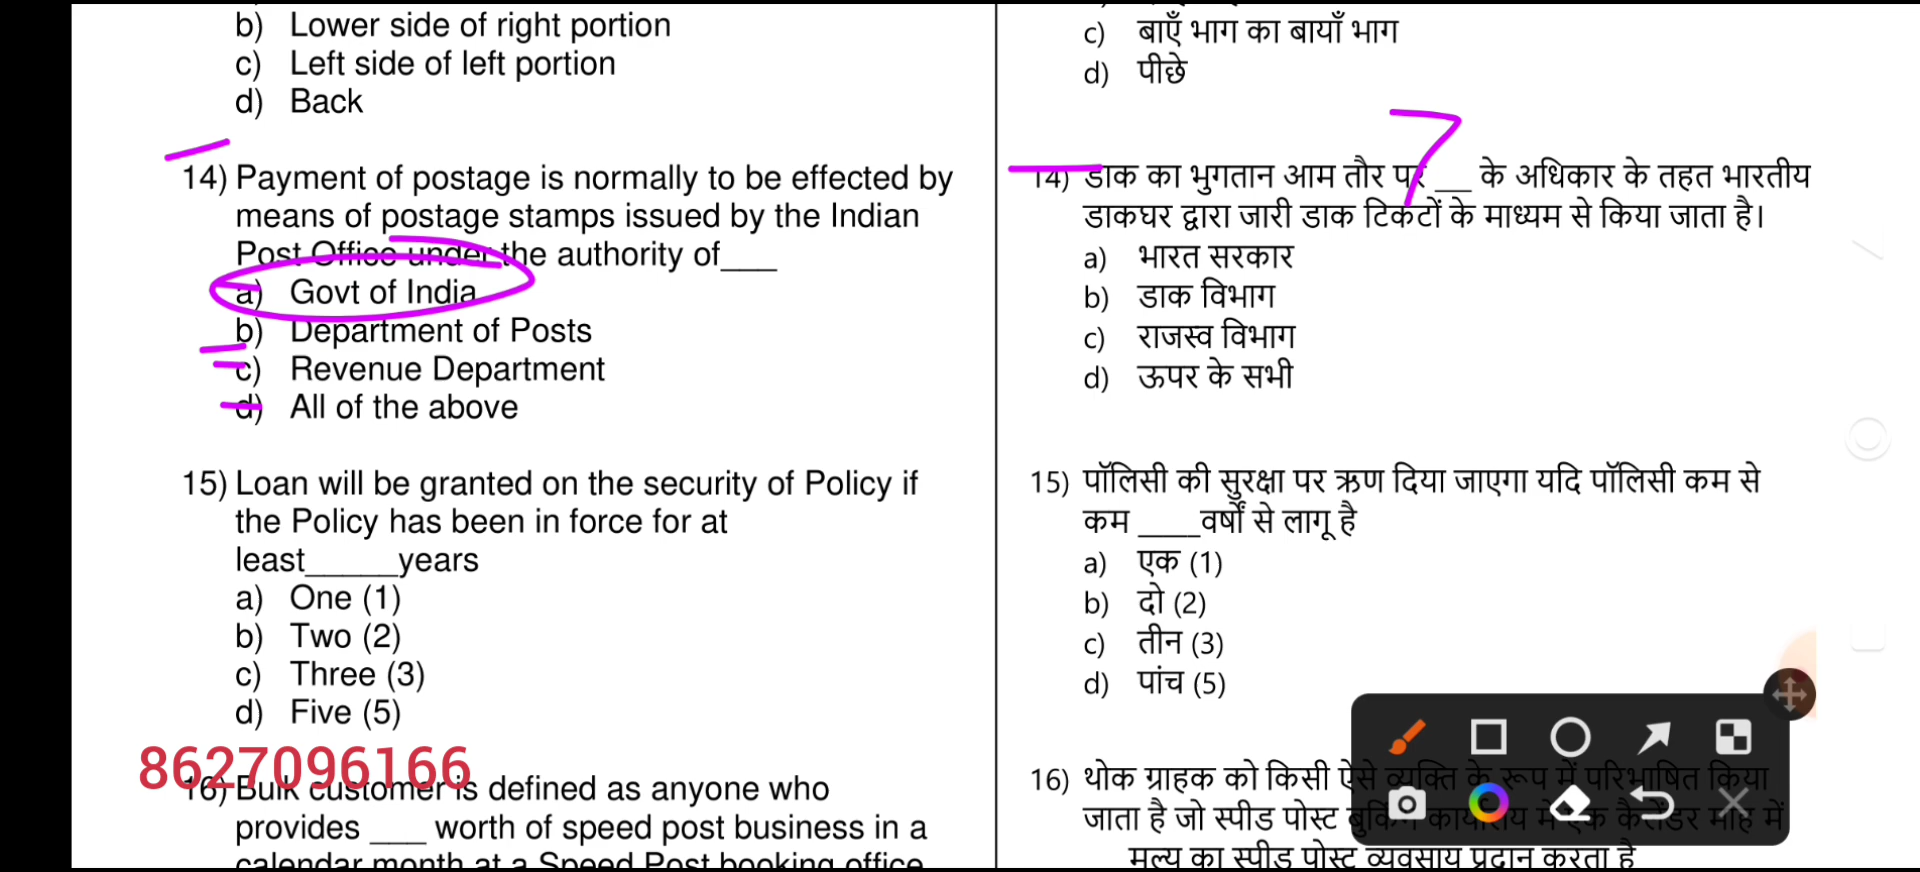 b) Lower side of right portion
c) Left side of left portion
d) Back
14) Payment of postage is normally to be effected by
means of postage stamps issued by the Indian
Post Office under the authority of___
a) Govt of India
b) Department of Posts
c) Revenue Department
d) All of the above
15) Loan will be granted on the security of Policy if
the Policy has been in force for at
least_____years
a) One (1)
b) Two (2)
c) Three (3)
d) Five (5)
8627096166
16) Bulk customer is defined as anyone who
provides ___ worth of speed post business in a
calendar month at a Speed Post booking office
c) बाएँ भाग का बायाँ भाग
d) पीछे
7
14) डाक का भुगतान आम तौर पर ___ के अधिकार के तहत भारतीय
डाकघर द्वारा जारी डाक टिकटों के माध्यम से किया जाता है।
a) भारत सरकार
b) डाक विभाग
c) राजस्व विभाग
d) ऊपर के सभी
15) पॉलिसी की सुरक्षा पर ऋण दिया जाएगा यदि पॉलिसी कम से
कम ____वर्षों से लागू है
a) एक (1)
b) दो (2)
c) तीन (3)
d) पांच (5)
16) थोक ग्राहक को किसी ऐसे व्यक्ति के रूप में परिभाषित किया
जाता है जो स्पीड पोस्ट बुकिंग कार्यालय में एक कैलेंडर माह में
मूल्य का स्पीड पोस्ट व्यवसाय प्रदान करता है